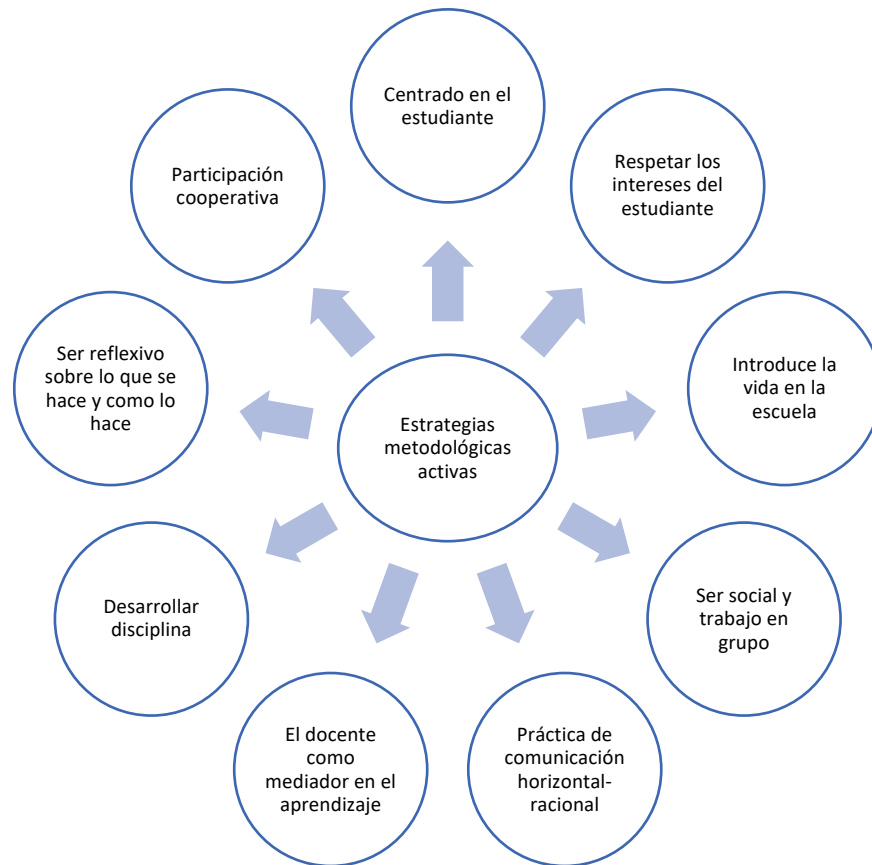 Centrado en el
estudiante
Respetar los
intereses del
estudiante
Introduce la
vida en la
escuela
Ser social y
trabajo en
grupo
Práctica de
comunicación
horizontal-
racional
El docente
como
mediador en el
aprendizaje
Desarrollar
disciplina
Ser reflexivo
sobre lo que se
hace y como lo
hace
Participación
cooperativa
Estrategias
metodológicas
activas